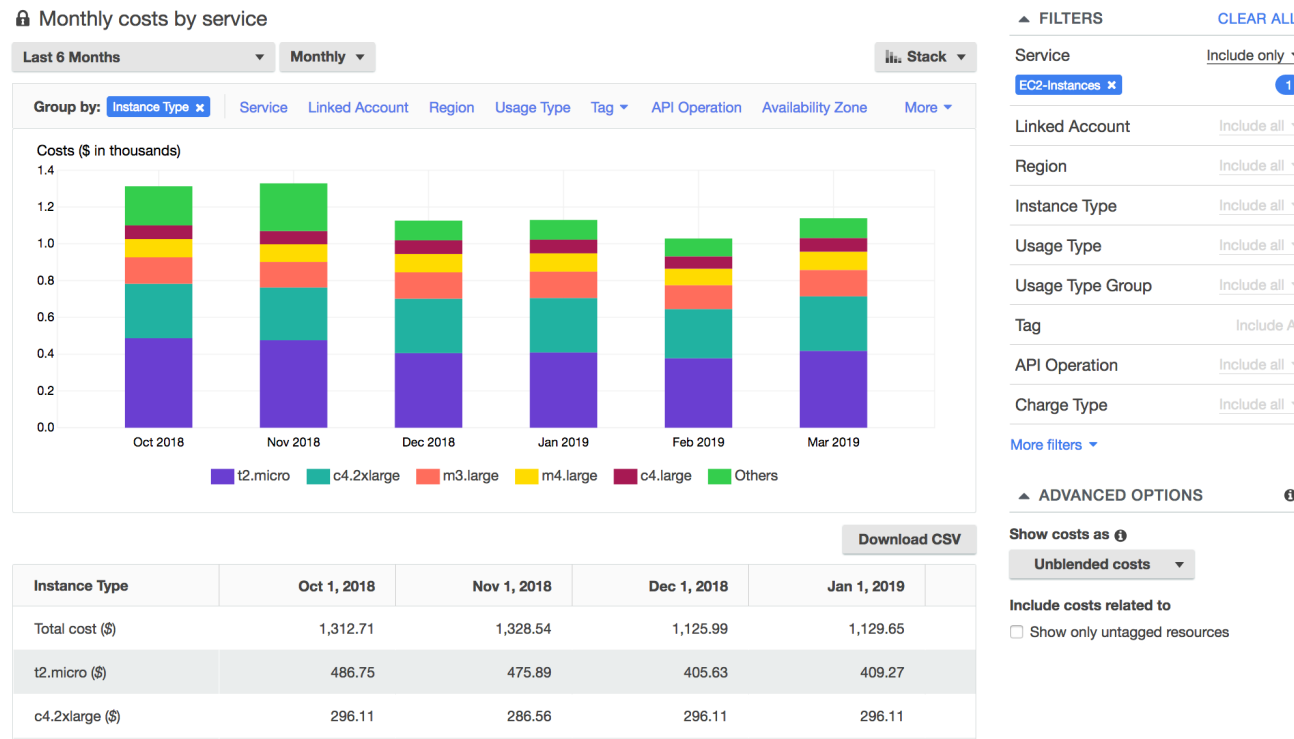 Monthly costs by service
Last 6 Months Monthly Stack
Group by: Instance Type × Service Linked Account Region Usage Type Tag API Operation Availability Zone More
Costs ($ in thousands)
1.4
1.2
1.0
0.8
0.6
0.4
0.2
0.0
Oct 2018 Nov 2018 Dec 2018 Jan 2019 Feb 2019 Mar 2019
t2.micro c4.2xlarge m3.large m4.large c4.large Others
Download CSV
Instance Type Oct 1, 2018 Nov 1, 2018 Dec 1, 2018 Jan 1, 2019
Total cost ($) 1,312.71 1,328.54 1,125.99 1,129.65
t2.micro ($) 486.75 475.89 405.63 409.27
c4.2xlarge ($) 296.11 286.56 296.11 296.11
FILTERS CLEAR ALL
Service Include only
EC2-Instances × 1
Linked Account Include all
Region Include all
Instance Type Include all
Usage Type Include all
Usage Type Group Include all
Tag Include A
API Operation Include all
Charge Type Include all
More filters
ADVANCED OPTIONS
Show costs as
Unblended costs
Include costs related to
Show only untagged resources